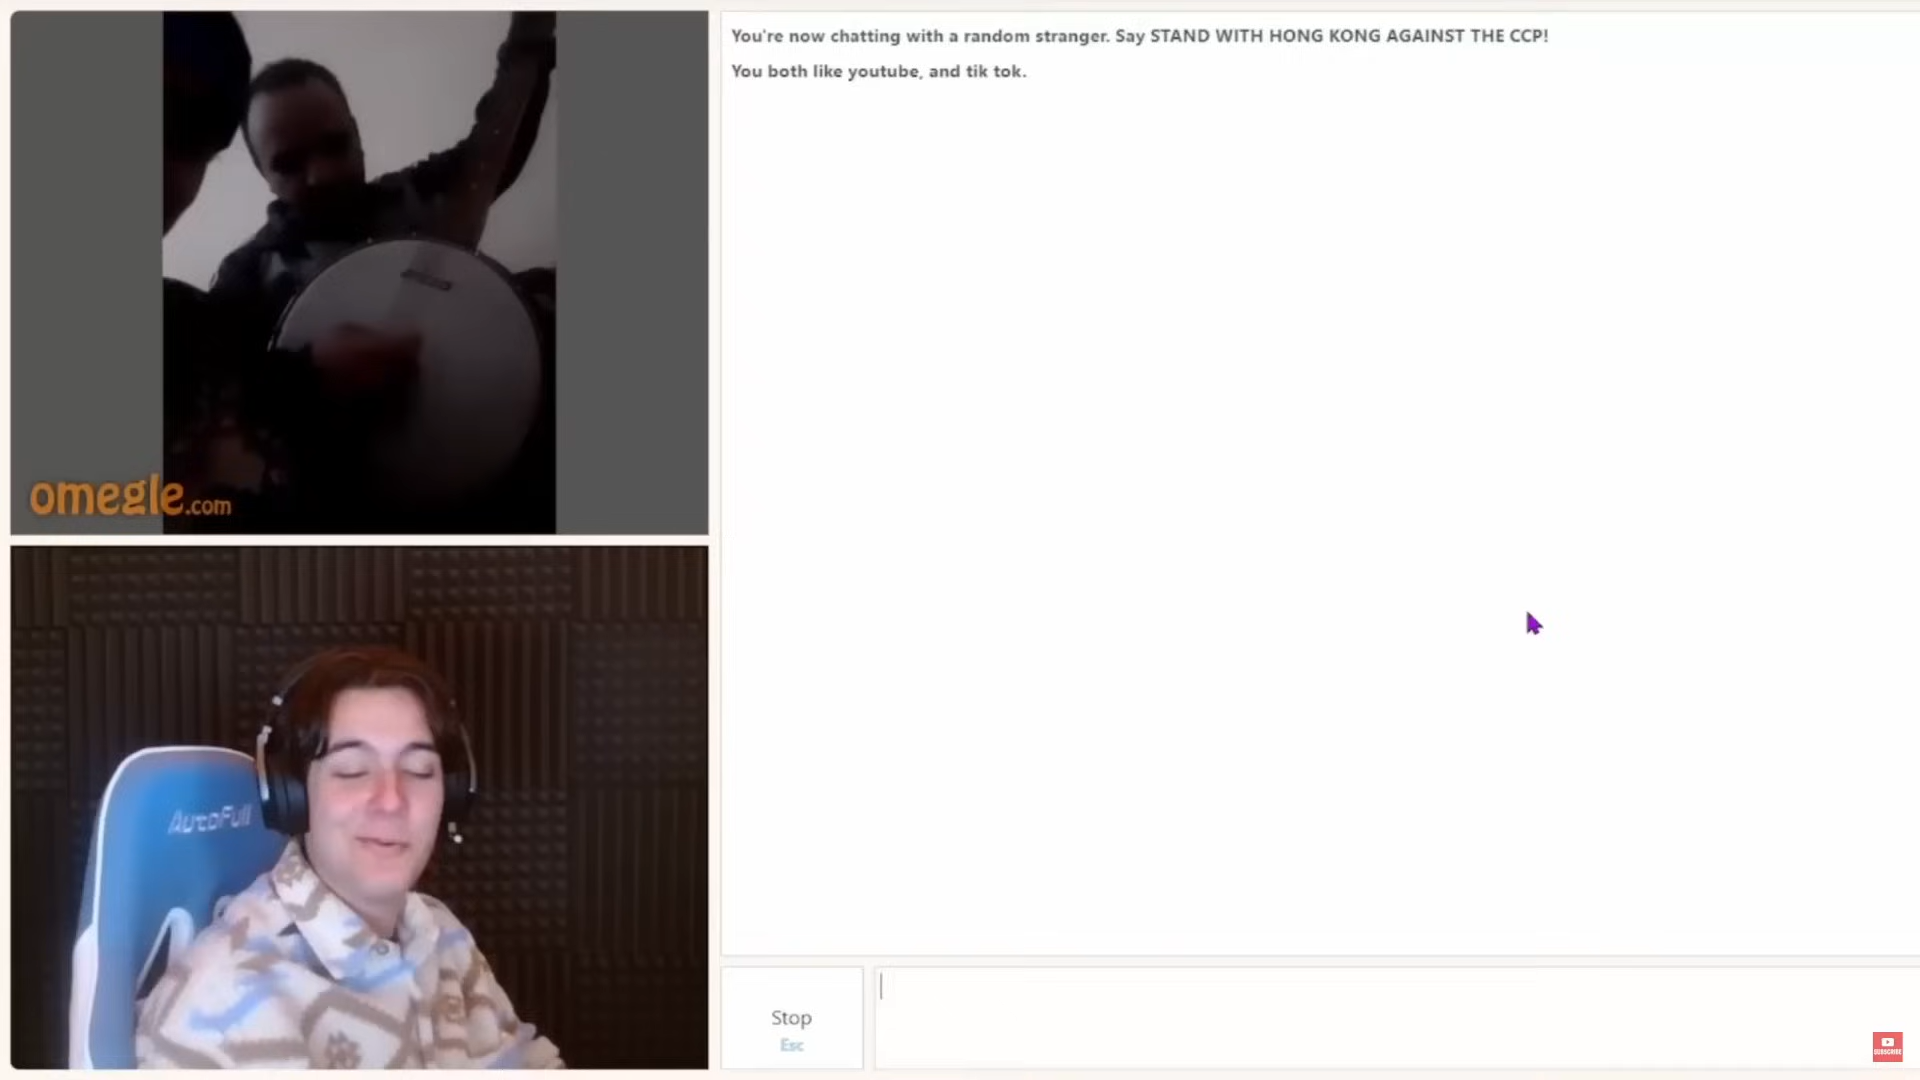 You're now chatting with a random stranger. Say STAND WITH HONG KONG AGAINST THE CCP!
You both like youtube, and tik tok.
omegle.com
AutoFull
Stop
Esc
SUBSCRIBE